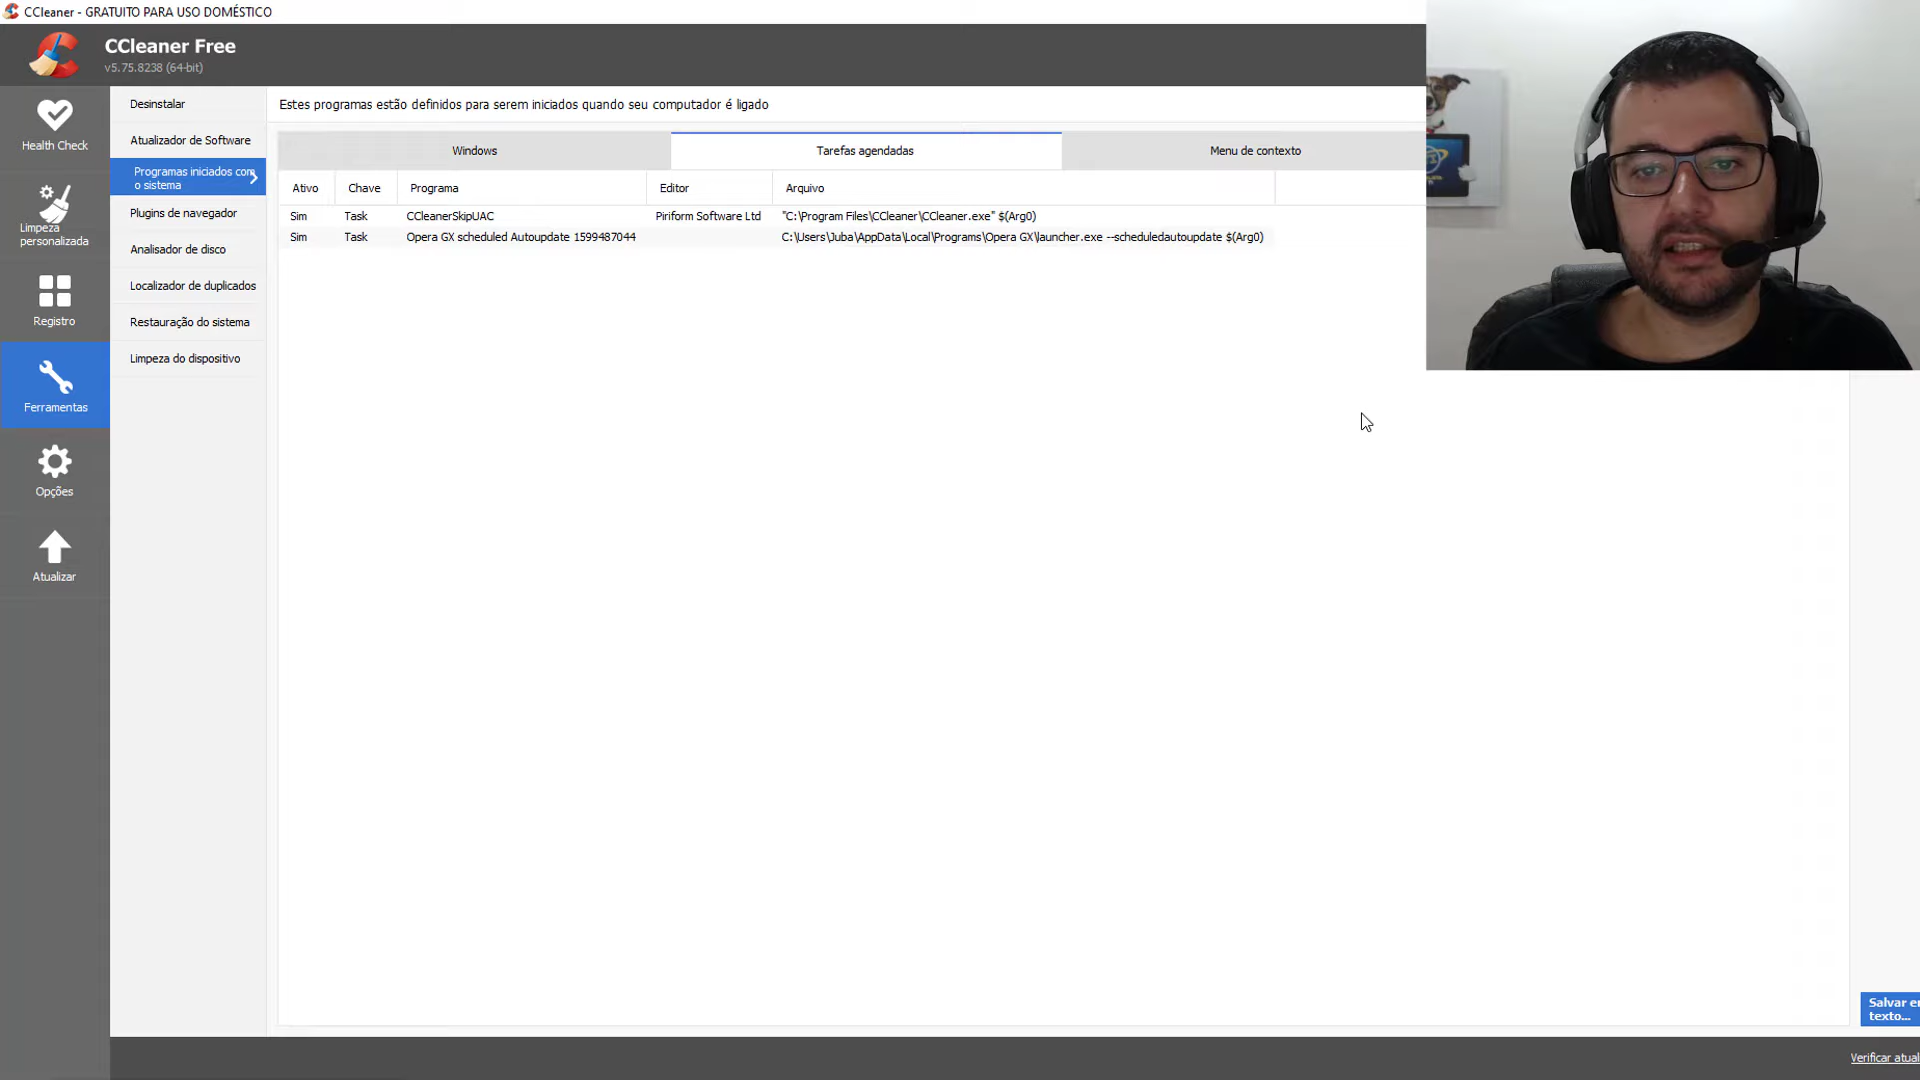 CCleaner - GRATUITO PARA USO DOMÉSTICO
CCleaner Free
v5.75.8238 (64-bit)
Health Check
Limpeza
personalizada
Registro
Ferramentas
Opções
Atualizar
Desinstalar
Atualizador de Software
Programas iniciados com
o sistema
Plugins de navegador
Analisador de disco
Localizador de duplicados
Restauração do sistema
Limpeza do dispositivo
Estes programas estão definidos para serem iniciados quando seu computador é ligado
Windows Tarefas agendadas Menu de contexto
Ativo Chave Programa Editor Arquivo
Sim Task CCleanerSkipUAC Piriform Software Ltd "C:\Program Files\CCleaner\CCleaner.exe" $(Arg0)
Sim Task Opera GX scheduled Autoupdate 1599487044 C:\Users\Juba\AppData\Local\Programs\Opera GX\launcher.exe --scheduledautoupdate $(Arg0)
Salvar e
texto...
Verificar atual